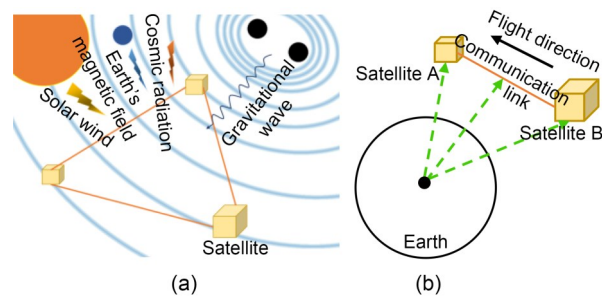 Solar wind
Earth's
magnetic field
Cosmic radiation
Gravitational
wave
Satellite
(a)
Flight direction
Satellite A
Communication
link
Satellite B
Earth
(b)